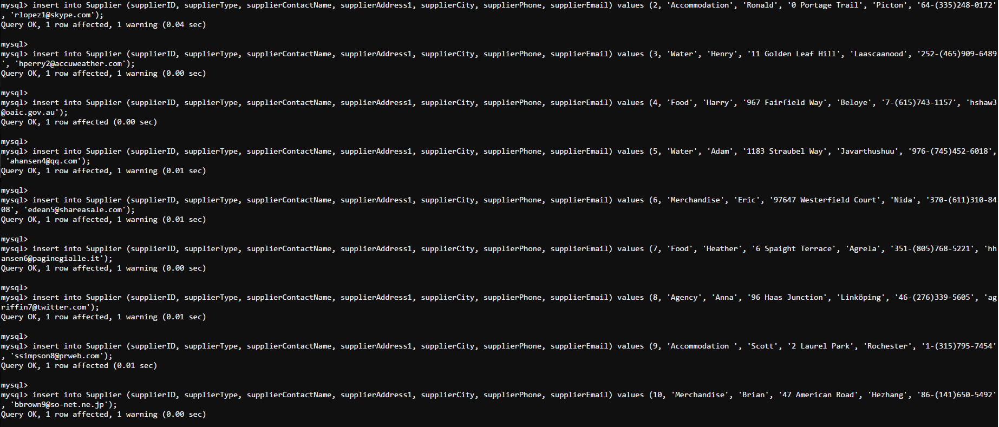 mysql> insert into Supplier (supplierID, supplierType, supplierContactName, supplierAddress1, supplierCity, supplierPhone, supplierEmail) values (2, 'Accommodation', 'Ronald', '0 Portage Trail', 'Picton', '64-(335)248-0172'
, 'rlopez1@skype.com');
Query OK, 1 row affected, 1 warning (0.04 sec)
mysql>
mysql> insert into Supplier (supplierID, supplierType, supplierContactName, supplierAddress1, supplierCity, supplierPhone, supplierEmail) values (3, 'Water', 'Henry', '11 Golden Leaf Hill', 'Laascaanood', '252-(465)909-6489
', 'hperry2@accuweather.com');
Query OK, 1 row affected, 1 warning (0.00 sec)
mysql>
mysql> insert into Supplier (supplierID, supplierType, supplierContactName, supplierAddress1, supplierCity, supplierPhone, supplierEmail) values (4, 'Food', 'Harry', '967 Fairfield Way', 'Beloye', '7-(615)743-1157', 'hshaw3
@oaic.gov.au');
Query OK, 1 row affected (0.00 sec)
mysql>
mysql> insert into Supplier (supplierID, supplierType, supplierContactName, supplierAddress1, supplierCity, supplierPhone, supplierEmail) values (5, 'Water', 'Adam', '1183 Straubel Way', 'Javarthushuu', '976-(745)452-6018',
'ahansen4@qq.com');
Query OK, 1 row affected, 1 warning (0.01 sec)
mysql>
mysql> insert into Supplier (supplierID, supplierType, supplierContactName, supplierAddress1, supplierCity, supplierPhone, supplierEmail) values (6, 'Merchandise', 'Eric', '97647 Westerfield Court', 'Nida', '370-(611)310-84
08', 'edean5@shareasale.com');
Query OK, 1 row affected, 1 warning (0.01 sec)
mysql>
mysql> insert into Supplier (supplierID, supplierType, supplierContactName, supplierAddress1, supplierCity, supplierPhone, supplierEmail) values (7, 'Food', 'Heather', '6 Spaight Terrace', 'Agrela', '351-(805)768-5221', 'hh
ansen6@paginegialle.it');
Query OK, 1 row affected, 1 warning (0.00 sec)
mysql>
mysql> insert into Supplier (supplierID, supplierType, supplierContactName, supplierAddress1, supplierCity, supplierPhone, supplierEmail) values (8, 'Agency', 'Anna', '96 Haas Junction', 'Linköping', '46-(276)339-5605', 'ag
riffin7@twitter.com');
Query OK, 1 row affected, 1 warning (0.01 sec)
mysql>
mysql> insert into Supplier (supplierID, supplierType, supplierContactName, supplierAddress1, supplierCity, supplierPhone, supplierEmail) values (9, 'Accommodation ', 'Scott', '2 Laurel Park', 'Rochester', '1-(315)795-7454'
, 'ssimpson8@prweb.com');
Query OK, 1 row affected (0.01 sec)
mysql>
mysql> insert into Supplier (supplierID, supplierType, supplierContactName, supplierAddress1, supplierCity, supplierPhone, supplierEmail) values (10, 'Merchandise', 'Brian', '47 American Road', 'Hezhang', '86-(141)650-5492'
, 'bbrown9@so-net.ne.jp');
Query OK, 1 row affected, 1 warning (0.00 sec)